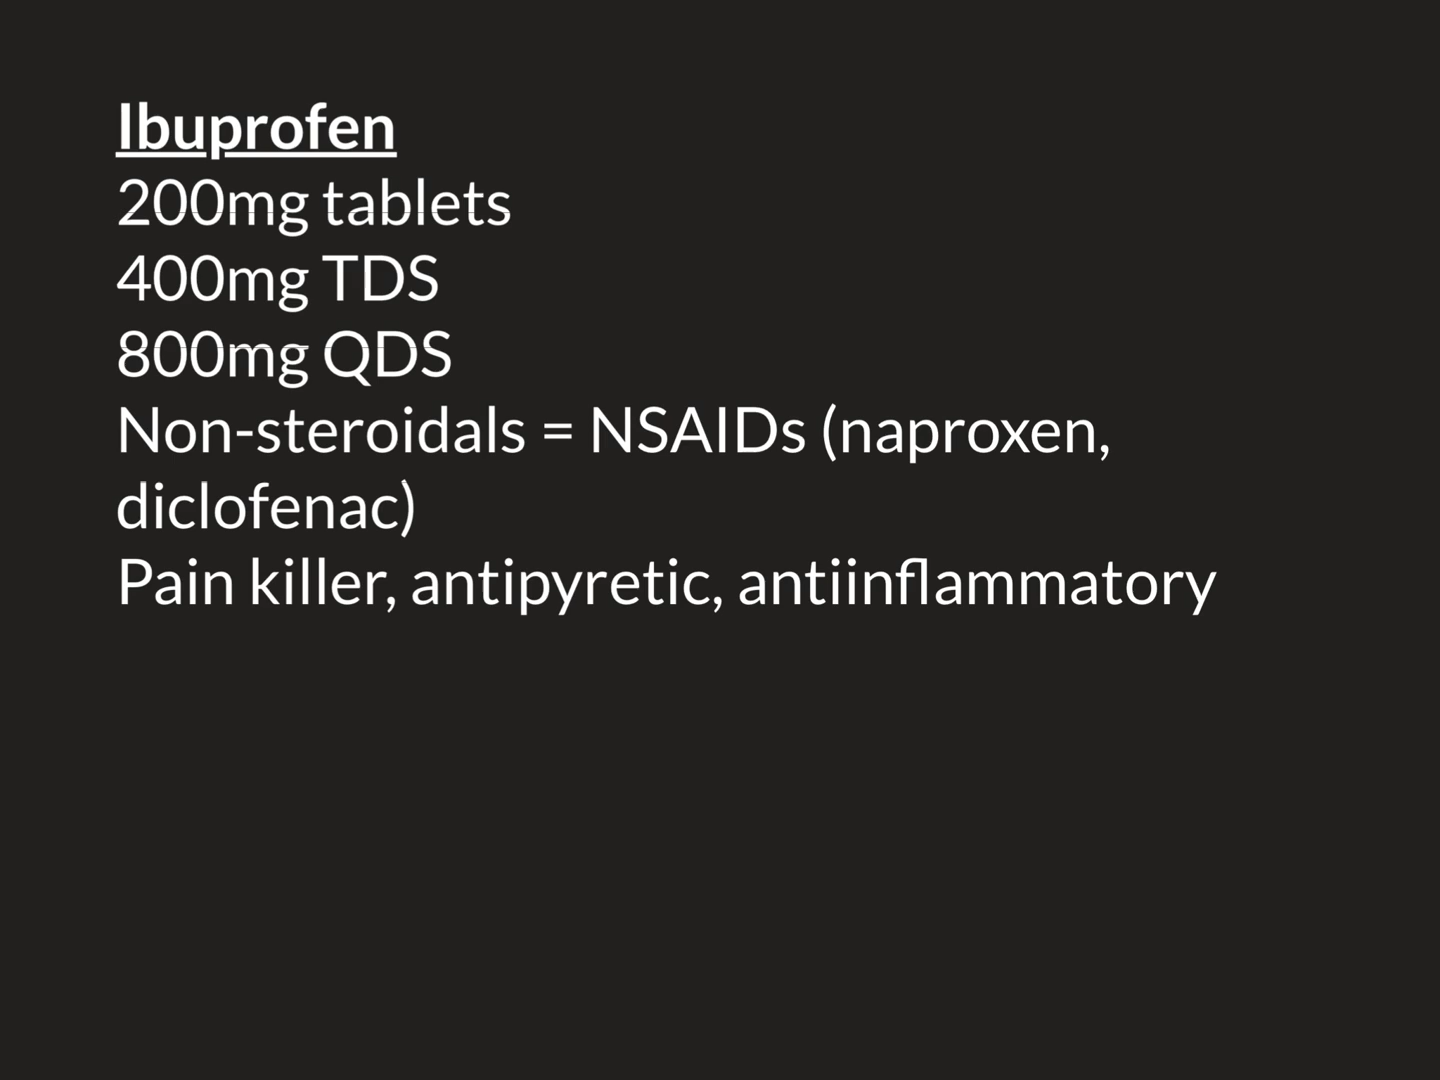 Ibuprofen
200mg tablets
400mg TDS
800mg QDS
Non-steroidals = NSAIDs (naproxen,
diclofenac)
Pain killer, antipyretic, antiinflammatory